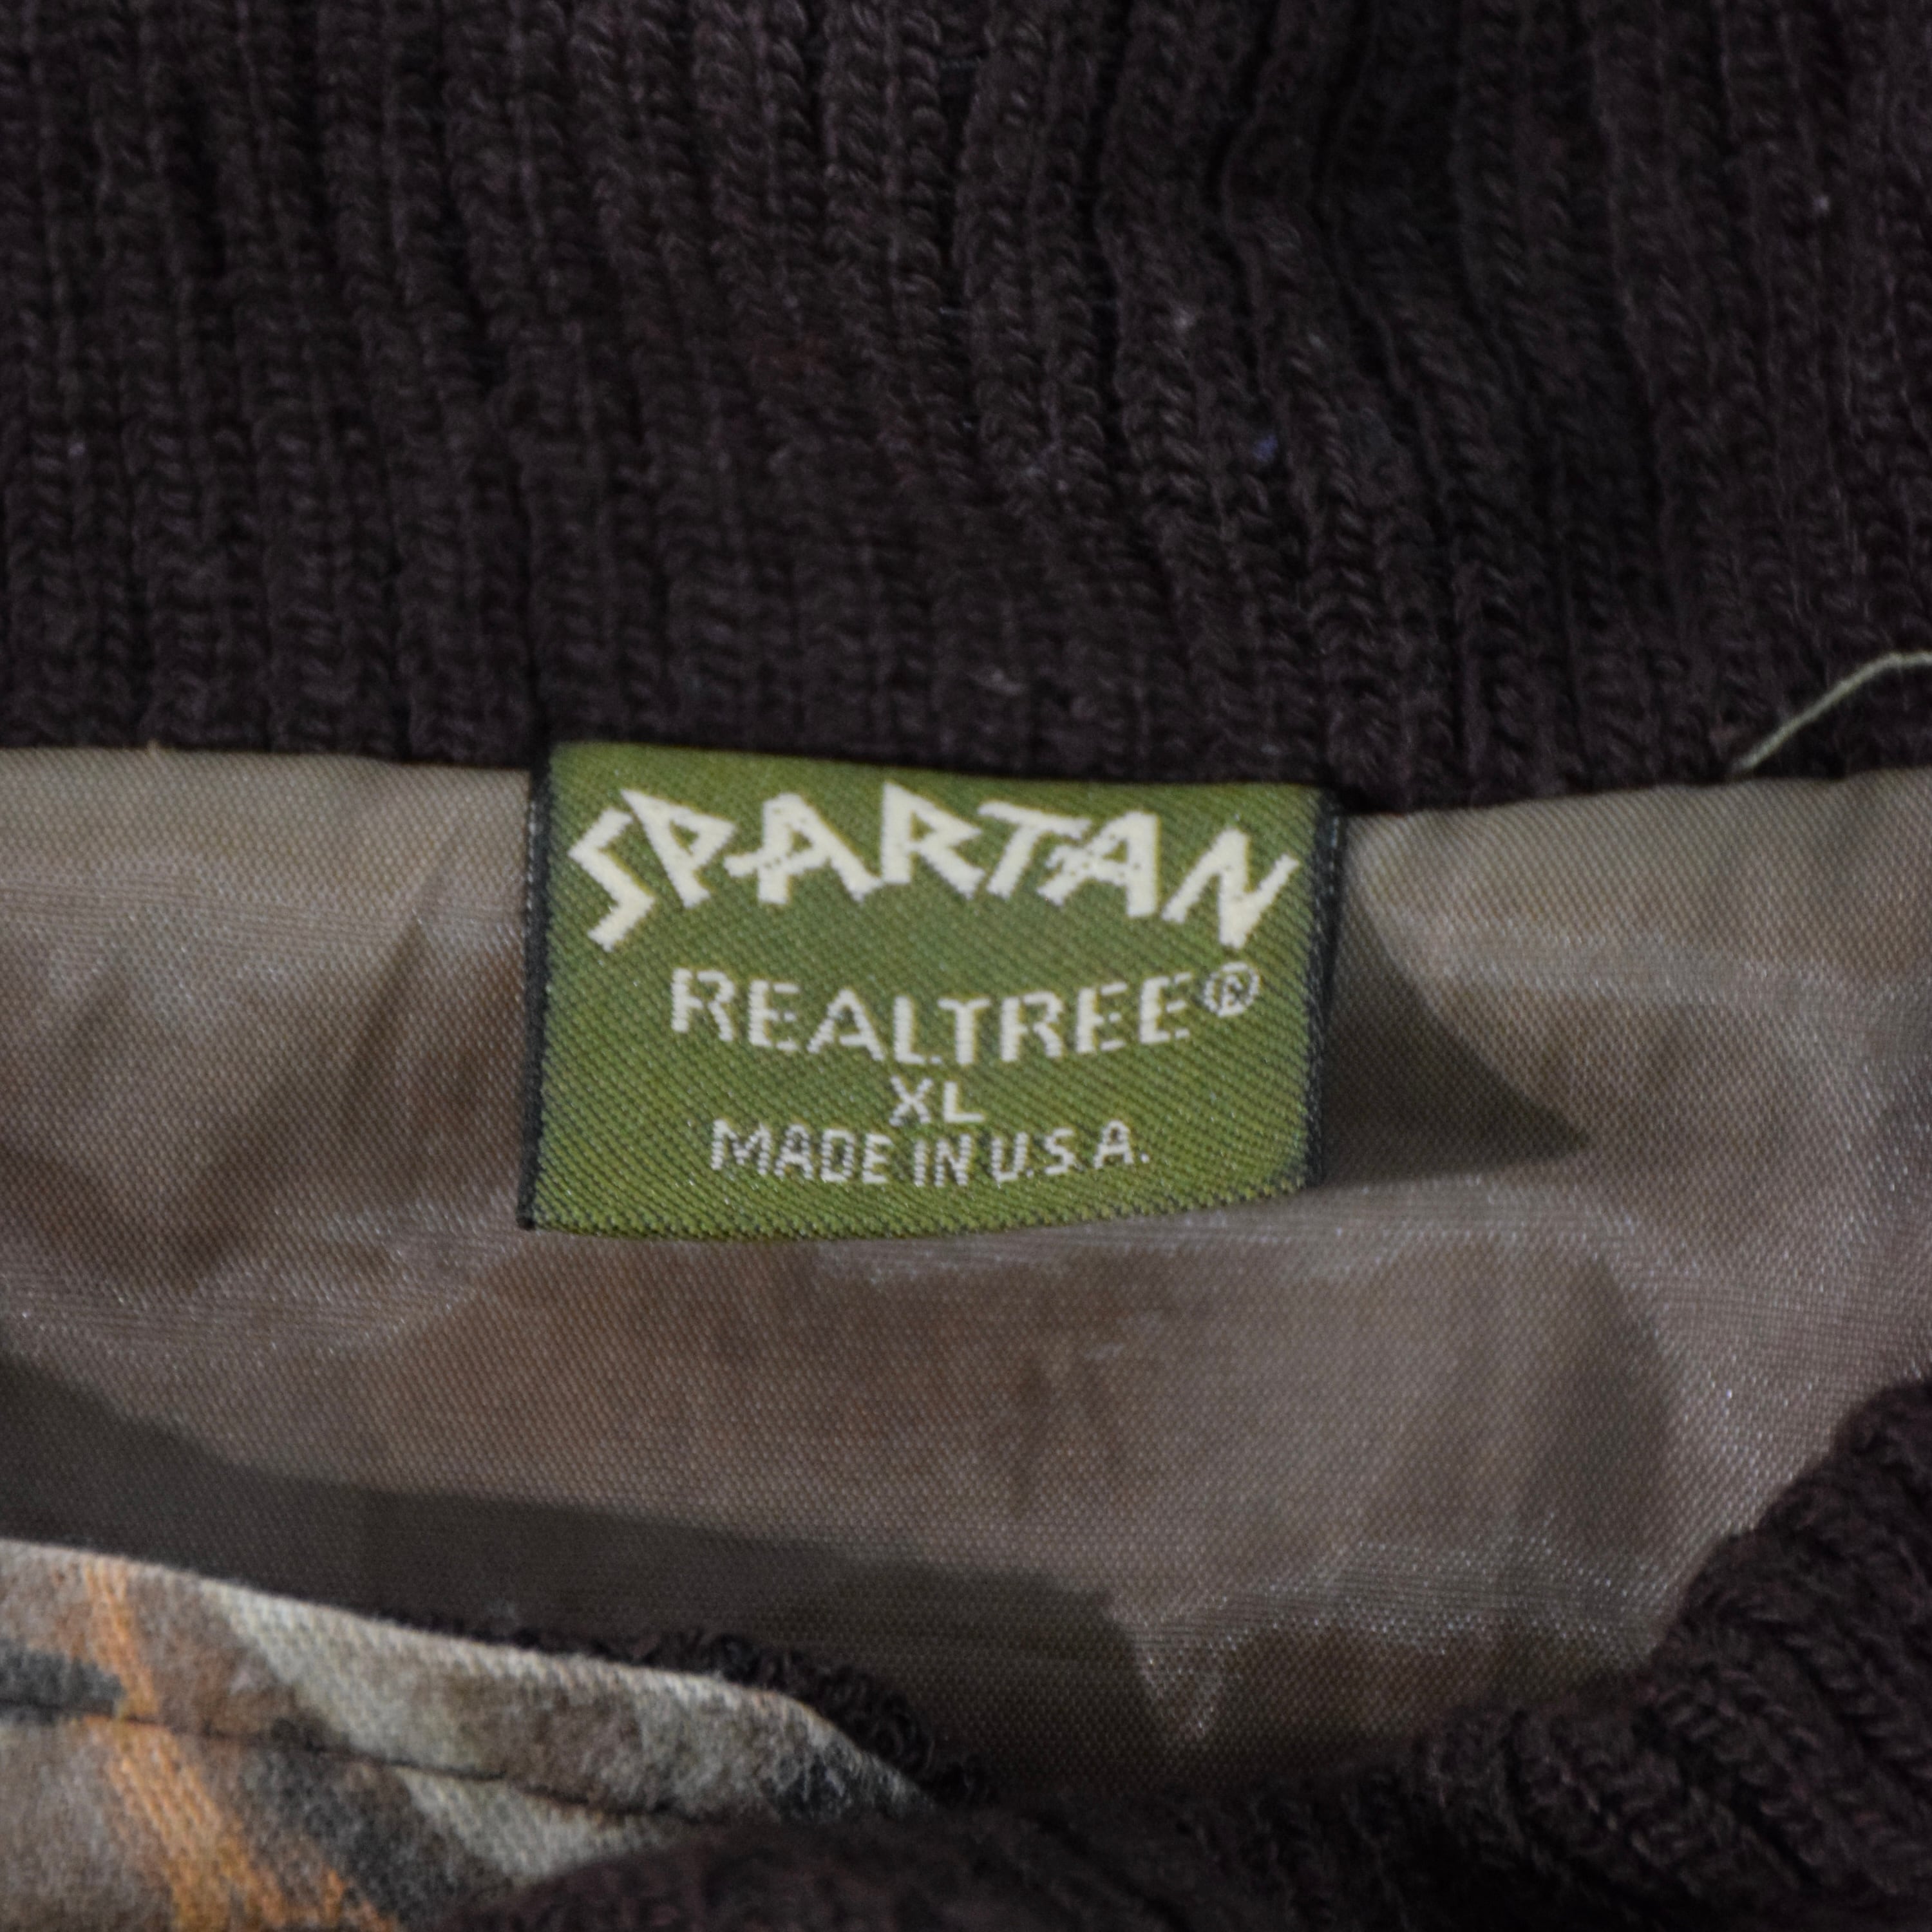 SPARTAN
REALTREE®
XL
MADE IN U.S.A.